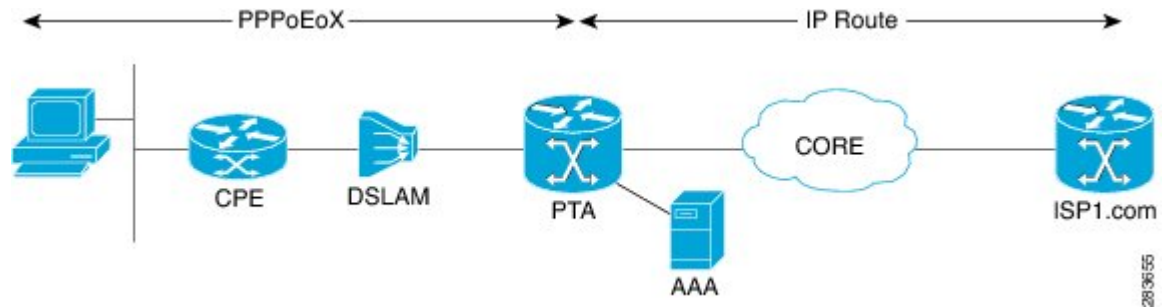 PPPoEoX
IP Route
CPE
DSLAM
PTA
CORE
ISP1.com
AAA
283655